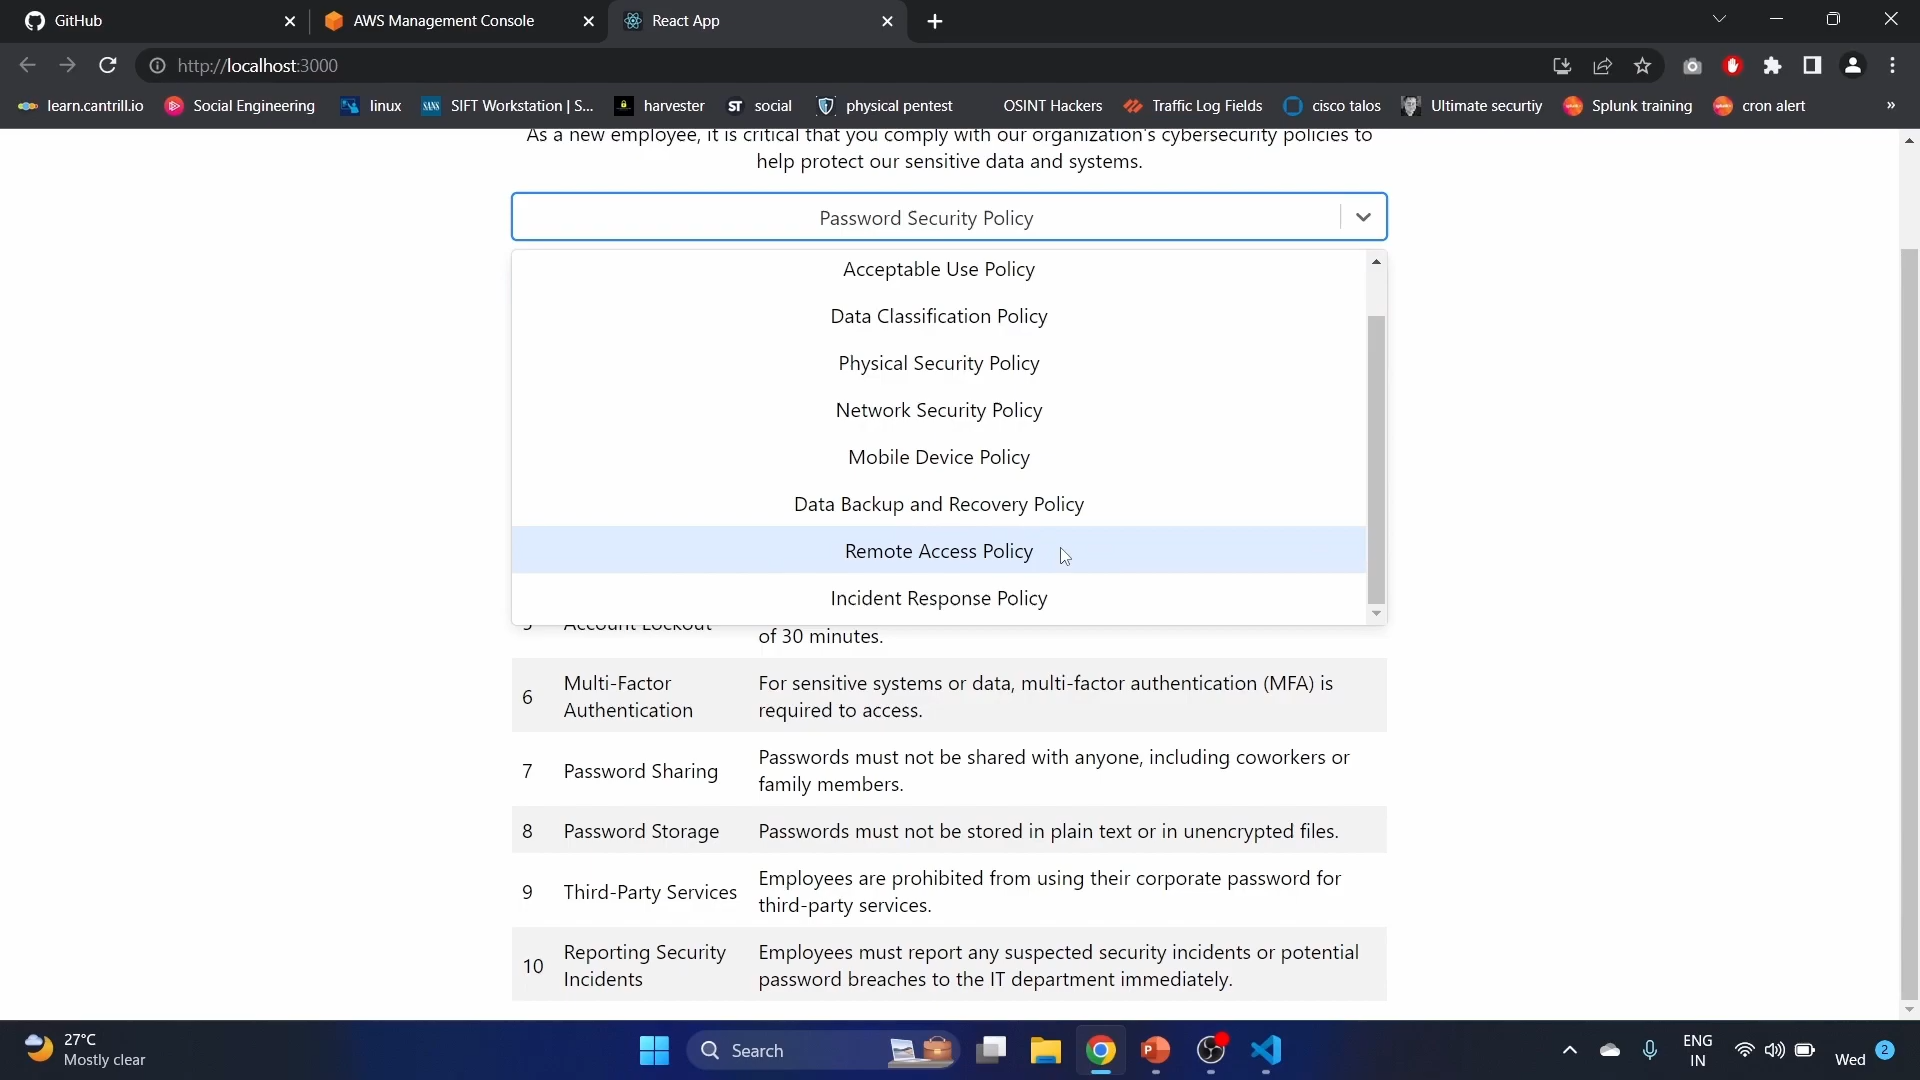 GitHub
AWS Management Console
React App
http://localhost:3000
learn.cantrill.io
Social Engineering
linux
SANS
SIFT Workstation | S...
harvester
ST
social
physical pentest
OSINT Hackers
Traffic Log Fields
cisco talos
Ultimate securtiy
Splunk training
cron alert
»
As a new employee, it is critical that you comply with our organization's cybersecurity policies to
help protect our sensitive data and systems.
Password Security Policy
Acceptable Use Policy
Data Classification Policy
Physical Security Policy
Network Security Policy
Mobile Device Policy
Data Backup and Recovery Policy
Remote Access Policy
Incident Response Policy
5 Account Lockout
of 30 minutes.
6 Multi-Factor Authentication For sensitive systems or data, multi-factor authentication (MFA) is
required to access.
7 Password Sharing Passwords must not be shared with anyone, including coworkers or
family members.
8 Password Storage Passwords must not be stored in plain text or in unencrypted files.
9 Third-Party Services Employees are prohibited from using their corporate password for
third-party services.
10 Reporting Security Incidents Employees must report any suspected security incidents or potential
password breaches to the IT department immediately.
27°C
Mostly clear
Search
ENG
IN
Wed
2